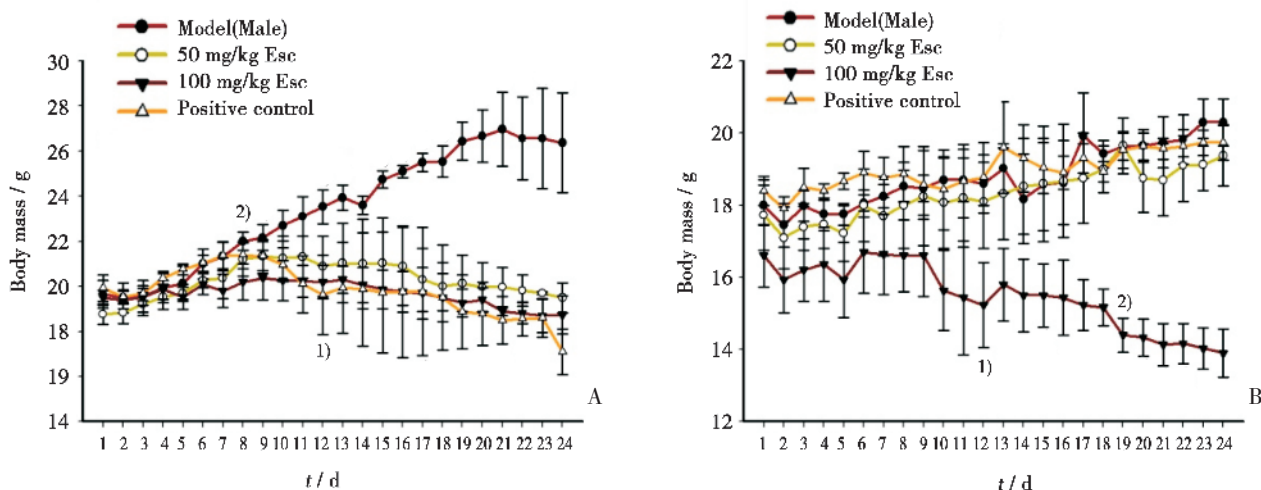 Model(Male)
50 mg/kg Esc
100 mg/kg Esc
Positive control
30
28
26
24
22
20
18
19
14
Body mass / g
2)
1)
A
1 2 3 4 5 6 7 8 9 10 11 12 13 14 15 16 17 18 19 20 21 22 23 24
t / d
Model(Male)
50 mg/kg Esc
100 mg/kg Esc
Positive control
22
20
18
16
14
12
Body mass / g
2)
1)
B
1 2 3 4 5 6 7 8 9 10 11 12 13 14 15 16 17 18 19 20 21 22 23 24
t / d